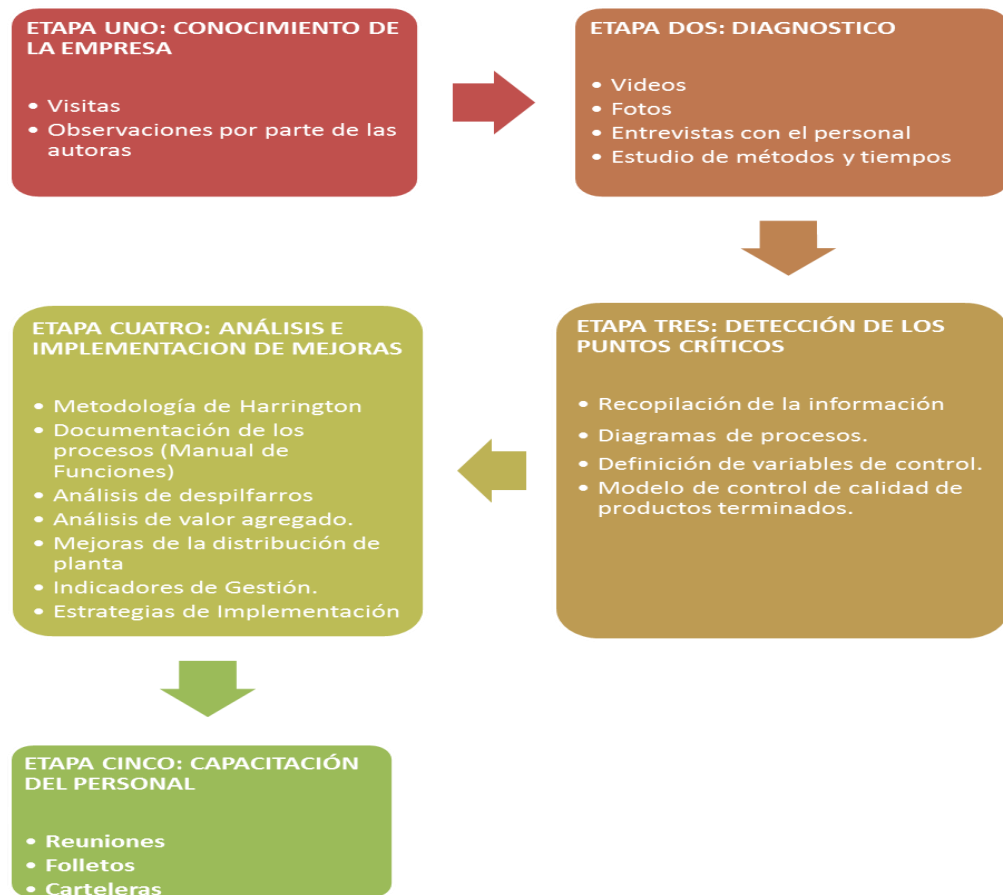 ETAPA UNO: CONOCIMIENTO DE
LA EMPRESA
• Visitas
• Observaciones por parte de las
autoras
ETAPA DOS: DIAGNOSTICO
• Videos
• Fotos
• Entrevistas con el personal
• Estudio de métodos y tiempos
ETAPA TRES: DETECCIÓN DE LOS
PUNTOS CRÍTICOS
• Recopilación de la información
• Diagramas de procesos.
• Definición de variables de control.
• Modelo de control de calidad de
productos terminados.
ETAPA CUATRO: ANÁLISIS E
IMPLEMENTACION DE MEJORAS
• Metodología de Harrington
• Documentación de los
procesos (Manual de
Funciones)
• Análisis de despilfarros
• Análisis de valor agregado.
• Mejoras de la distribución de
planta
• Indicadores de Gestión.
• Estrategias de Implementación
ETAPA CINCO: CAPACITACIÓN
DEL PERSONAL
• Reuniones
• Folletos
• Carteleras